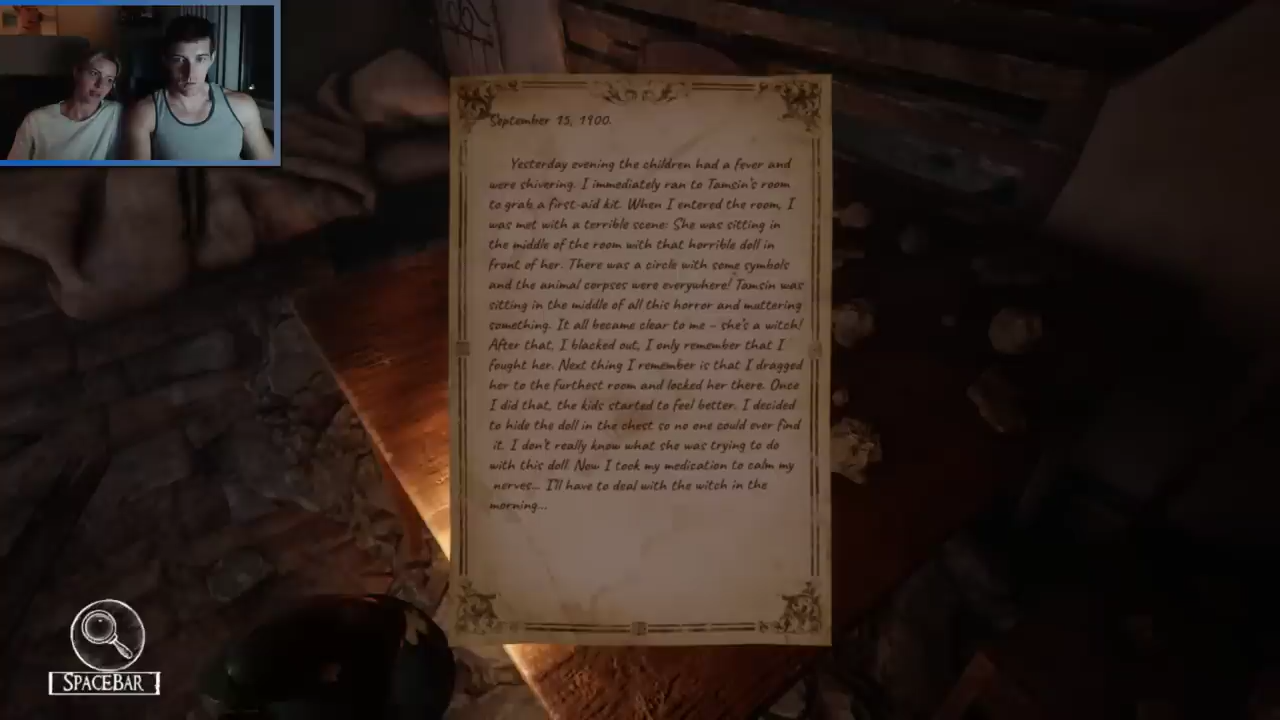 September 15, 1900.
Yesterday evening the children had a fever and
were shivering. I immediately ran to Tamsin's room
to grab a first-aid kit. When I entered the room, I
was met with a terrible scene: She was sitting in
the middle of the room with that horrible doll in
front of her. There was a circle with some symbols
and the animal corpses were everywhere! Tamsin was
sitting in the middle of all this horror and muttering
something. It all became clear to me – she's a witch!
After that, I blacked out, I only remember that I
fought her. Next thing I remember is that I dragged
her to the furthest room and locked her there. Once
I did that, the kids started to feel better. I decided
to hide the doll in the chest so no one could ever find
it. I don't really know what she was trying to do
with this doll. Now I took my medication to calm my
nerves... I'll have to deal with the witch in the
morning...
SPACEBAR